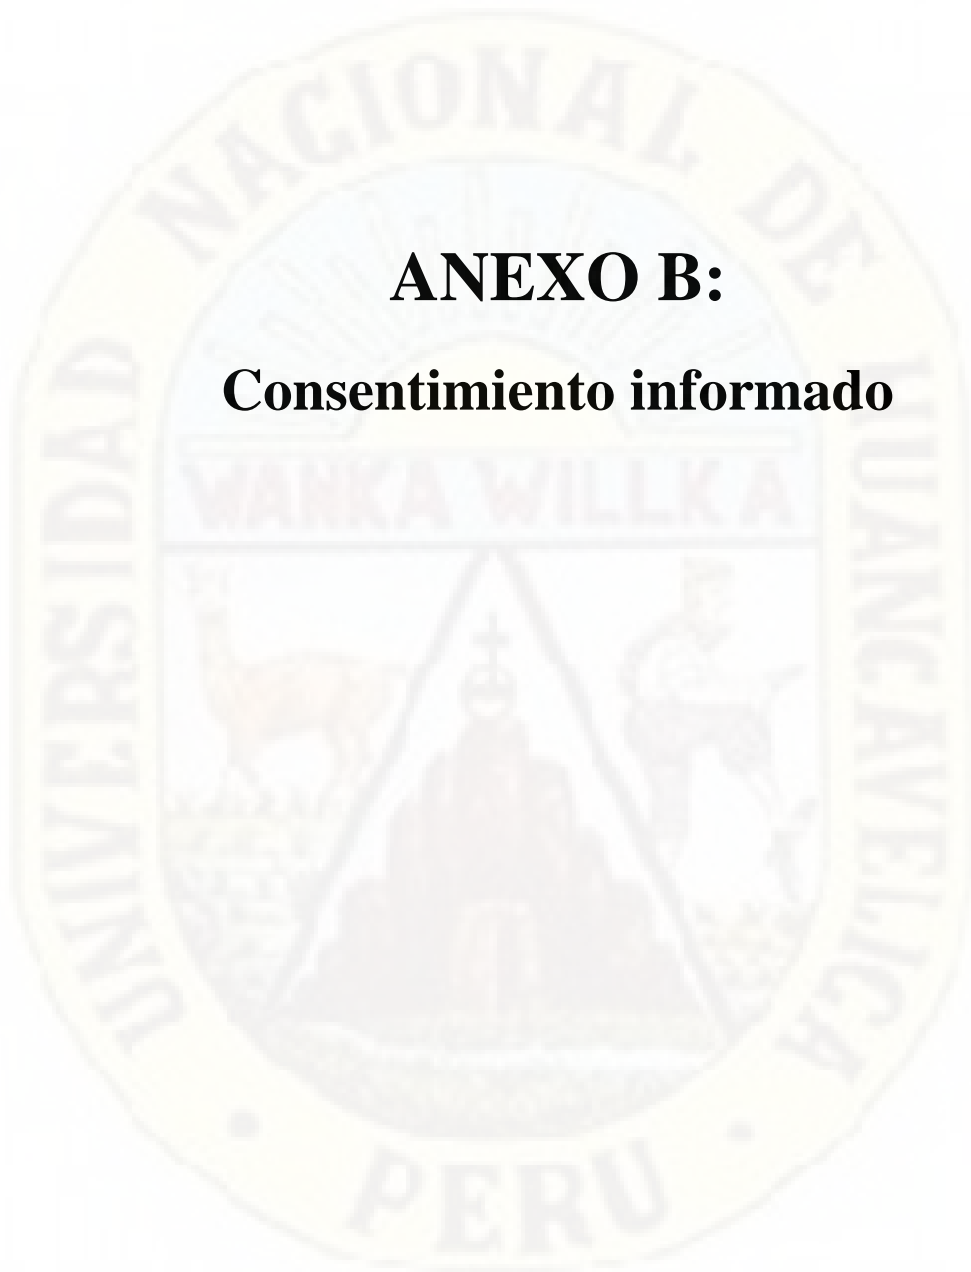 ANEXO B:
Consentimiento informado
UNIVERSIDAD NACIONAL DE HUANCAVELICA
WANKA WILLKA
PERU